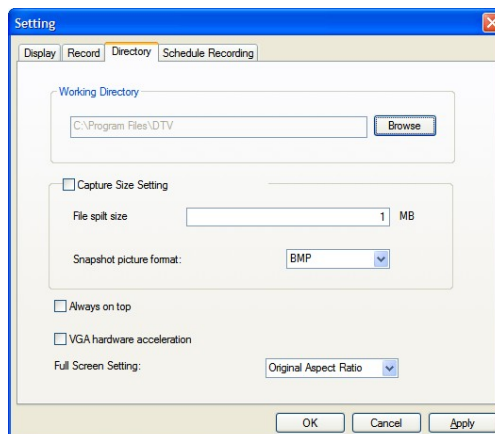 Setting
Display Record Directory Schedule Recording
Working Directory
C:\Program Files\DTV Browse
Capture Size Setting
File spilt size 1 MB
Snapshot picture format: BMP
Always on top
VGA hardware acceleration
Full Screen Setting: Original Aspect Ratio
OK Cancel Apply